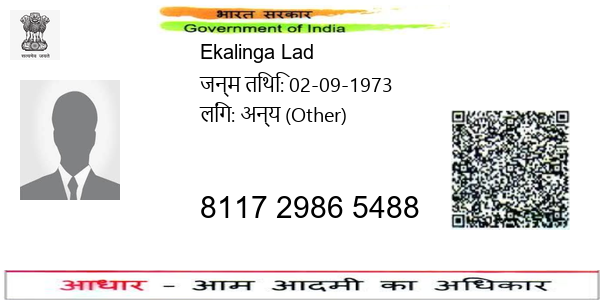 भारत सरकार
Government of India
सत्यमेव जयते
Ekalinga Lad
जन्म तिथि: 02-09-1973
लिंग: अन्य (Other)
8117 2986 5488
आधार - आम आदमी का अधिकार